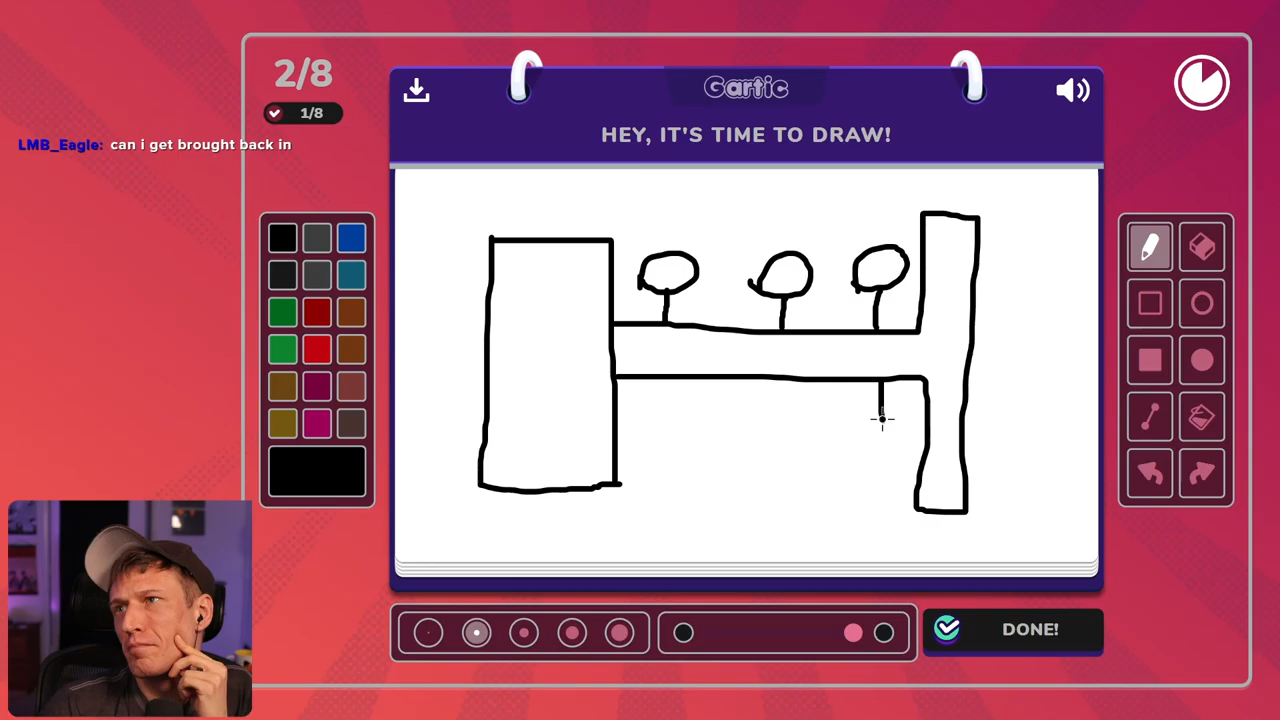 2/8
1/8
LMB_Eagle: can i get brought back in
Gartic
HEY, IT'S TIME TO DRAW!
DONE!